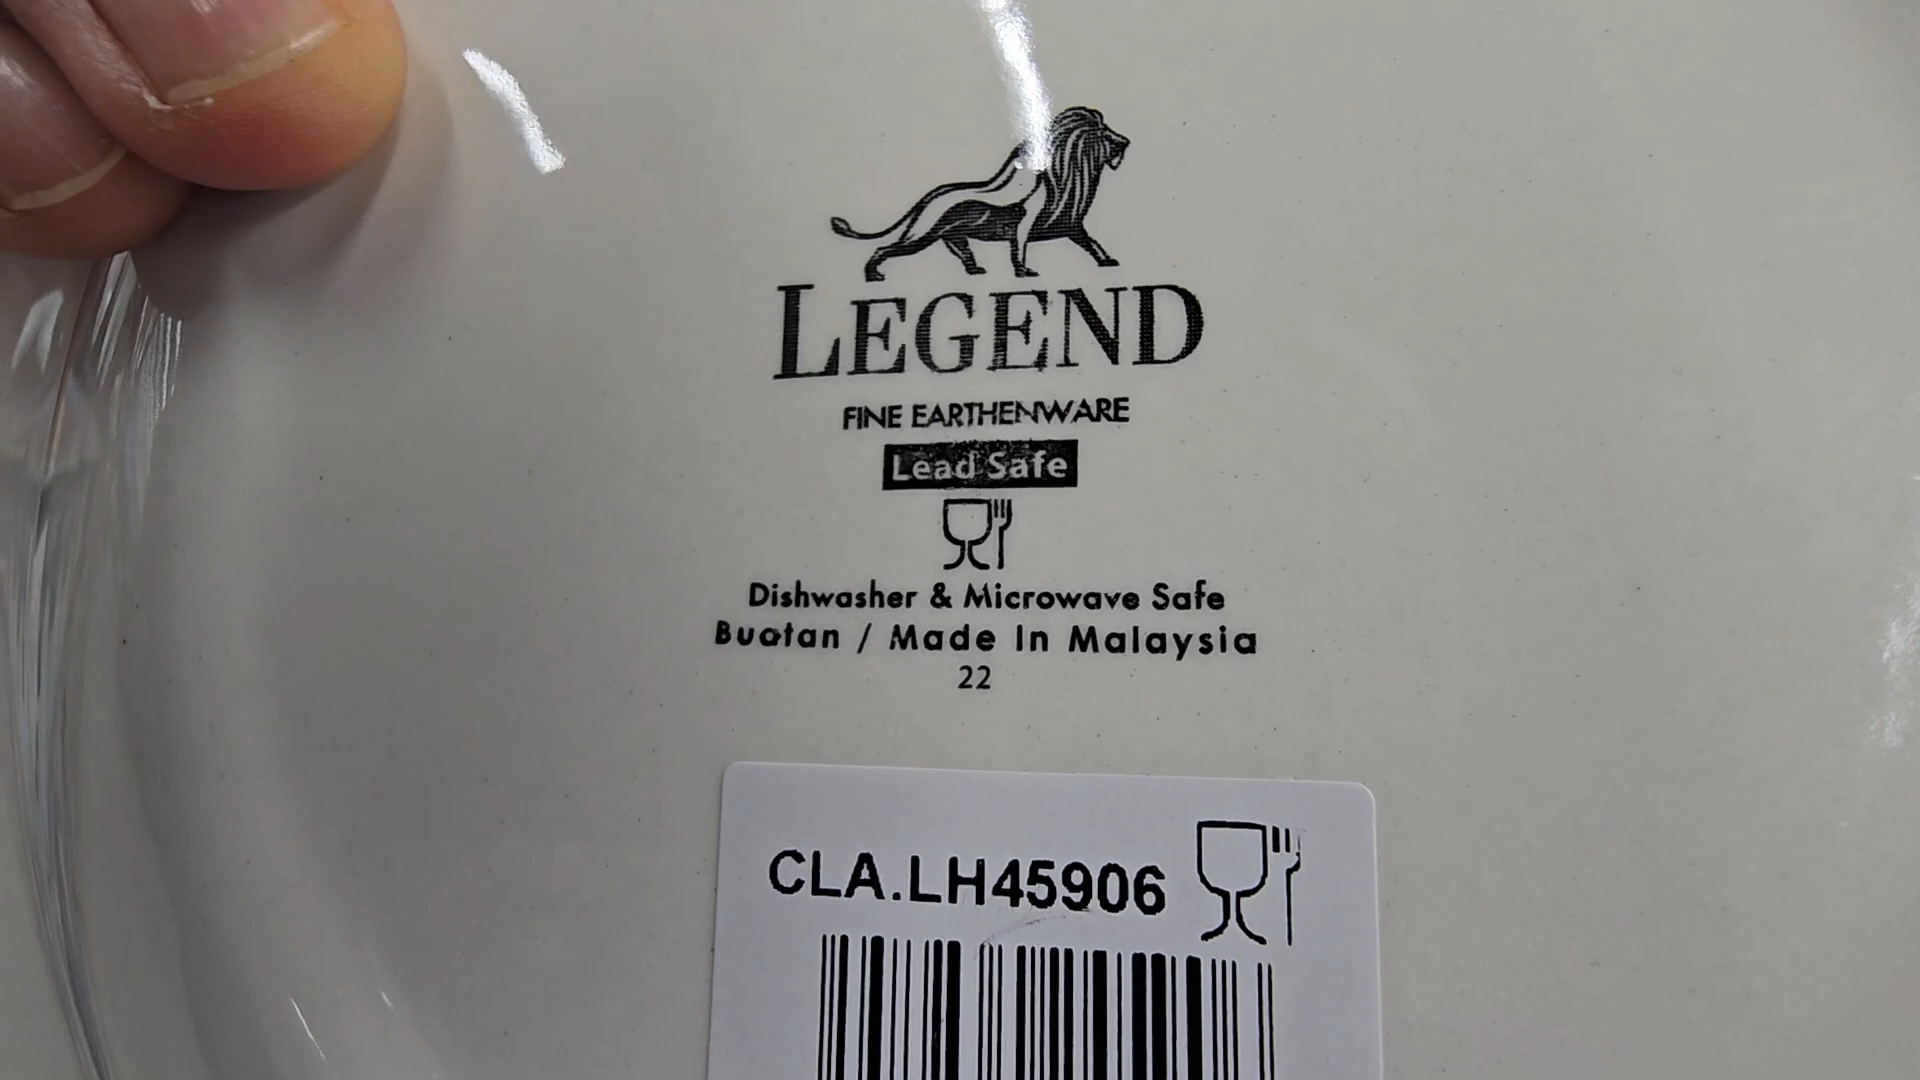 LEGEND
FINE EARTHENWARE
Lead Safe
Dishwasher & Microwave Safe
Buatan / Made In Malaysia
22
CLA.LH45906